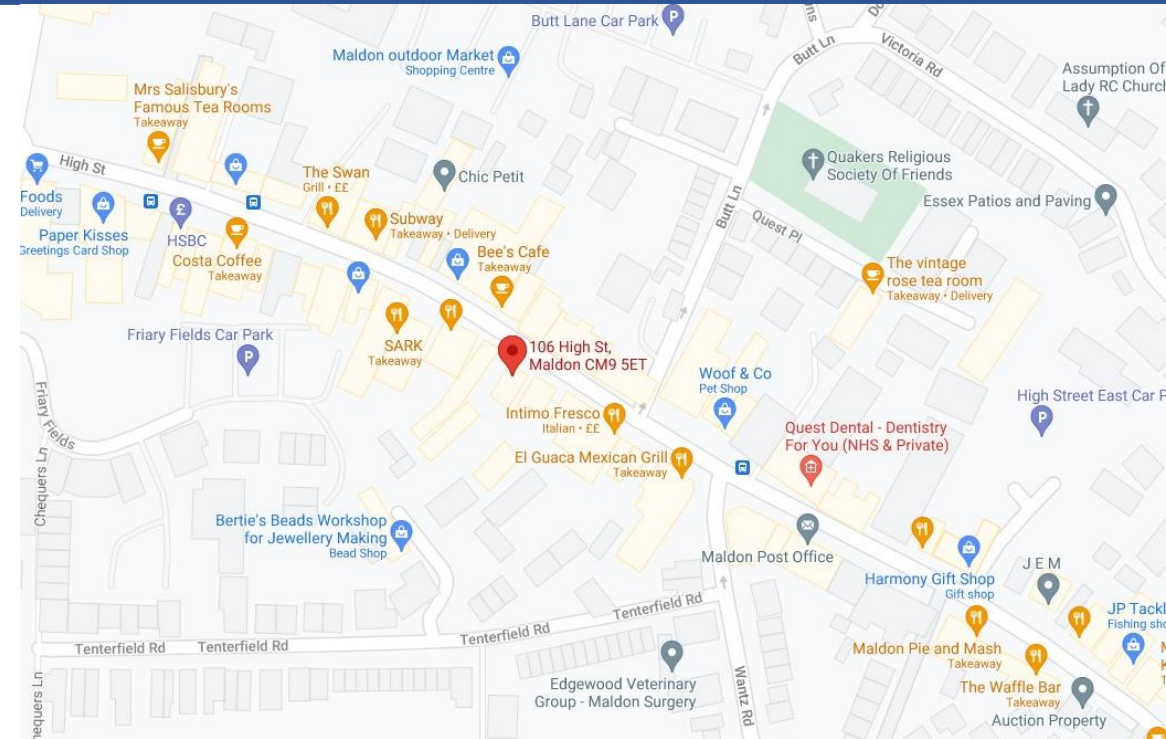 Butt Lane Car Park
P
Butt Ln
Victoria Rd
Maldon outdoor Market
Shopping Centre
Assumption Of
Lady RC Church
Mrs Salisbury's
Famous Tea Rooms
Takeaway
High St
The Swan
Grill • ££
Chic Petit
Quakers Religious
Society Of Friends
Essex Patios and Paving
Foods
Delivery
Paper Kisses
Greetings Card Shop
£
HSBC
Costa Coffee
Takeaway
Subway
Takeaway • Delivery
Bee's Cafe
Takeaway
Butt Ln
Quest Pl
The vintage
rose tea room
Takeaway • Delivery
Friary Fields Car Park
P
SARK
Takeaway
106 High St,
Maldon CM9 5ET
Woof & Co
Pet Shop
High Street East Car P
P
Friary Fields
Intimo Fresco
Italian • ££
Quest Dental - Dentistry
For You (NHS & Private)
El Guaca Mexican Grill
Takeaway
Chequers Ln
Bertie's Beads Workshop
for Jewellery Making
Bead Shop
Maldon Post Office
Harmony Gift Shop
Gift shop
J E M
Tenterfield Rd
Tenterfield Rd
Tenterfield Rd
Tenterfield Rd
JP Tackl
Fishing sho
Maldon Pie and Mash
Takeaway
Edgewood Veterinary
Group - Maldon Surgery
Wantz Rd
The Waffle Bar
Takeaway
Auction Property
hequers Ln